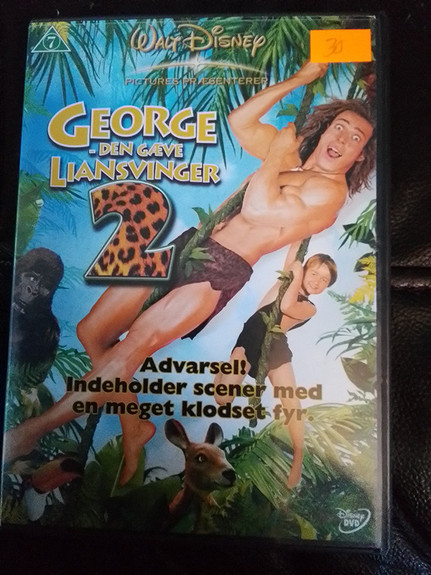 7
WALT DISNEY
30
PICTURES PRÆSENTERER
GEORGE
- DEN GÆVE
LIANSVINGER
2
Advarsel!
Indeholder scener med
en meget klodset fyr.
DISNEY
DVD